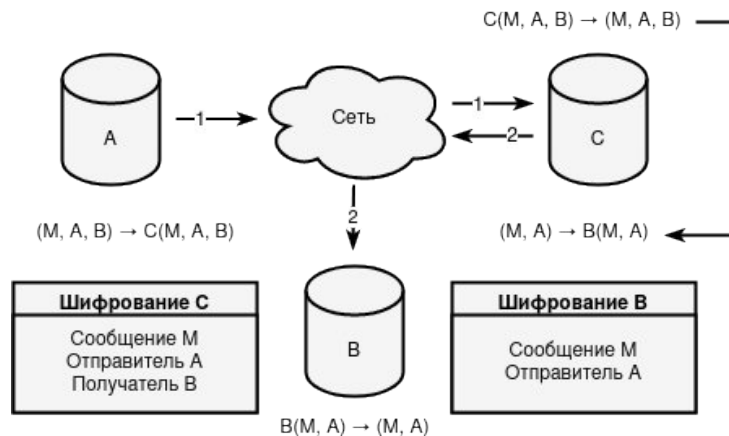 C(M, A, B) → (M, A, B)
A
1
Сеть
1
2
C
2
(M, A, B) → C(M, A, B)
(M, A) → B(M, A)
Шифрование C
Сообщение M
Отправитель A
Получатель B
B
Шифрование B
Сообщение M
Отправитель A
B(M, A) → (M, A)